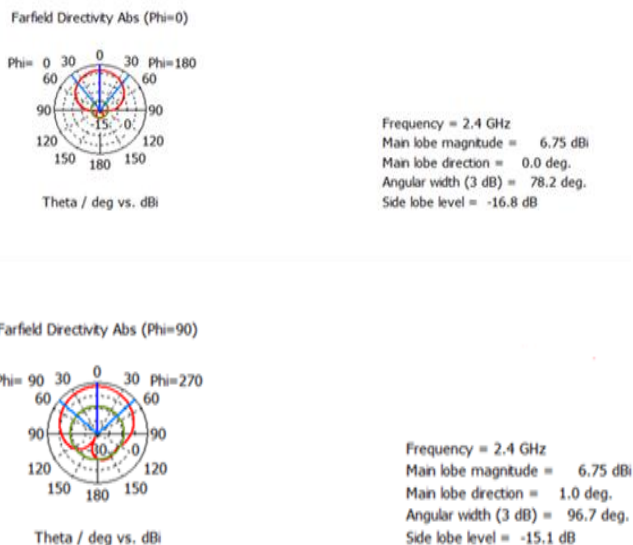 Farfield Directivity Abs (Phi=0)
Phi= 0 30 0 30 Phi=180
60 60
90 -15 0 90
120 120
150 180 150
Theta / deg vs. dBi
Frequency = 2.4 GHz
Main lobe magnitude = 6.75 dBi
Main lobe direction = 0.0 deg.
Angular width (3 dB) = 78.2 deg.
Side lobe level = -16.8 dB
Farfield Directivity Abs (Phi=90)
Phi= 90 30 0 30 Phi=270
60 60
90 -30 0 90
120 120
150 180 150
Theta / deg vs. dBi
Frequency = 2.4 GHz
Main lobe magnitude = 6.75 dBi
Main lobe direction = 1.0 deg.
Angular width (3 dB) = 96.7 deg.
Side lobe level = -15.1 dB